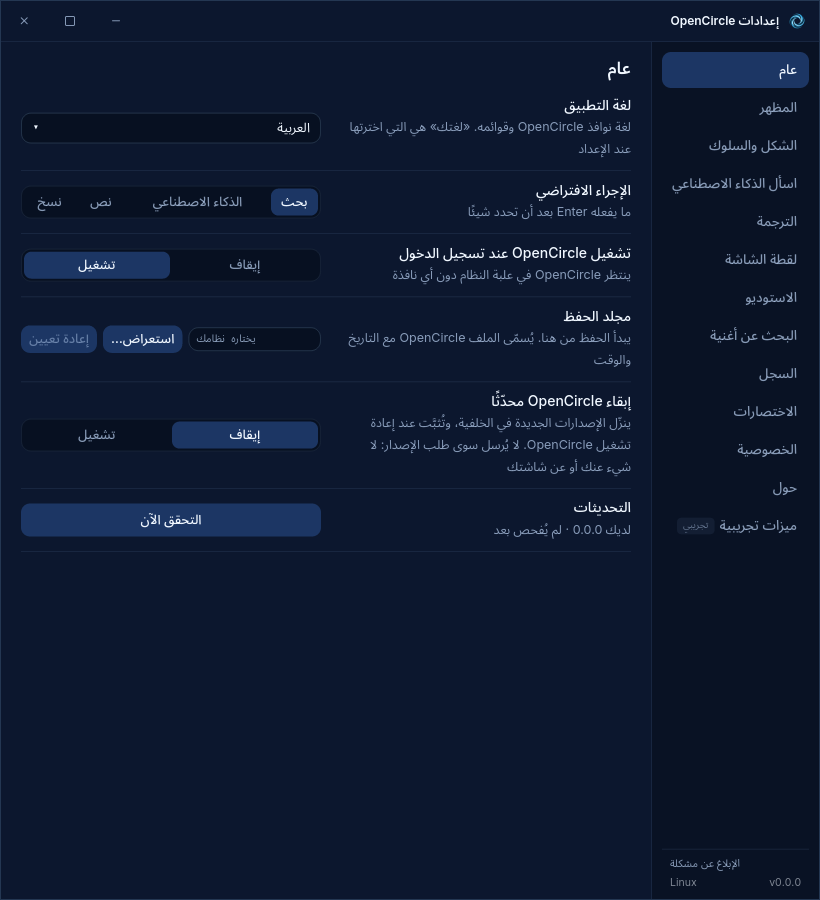 إعدادات OpenCircle
عام
المظهر
الشكل والسلوك
اسأل الذكاء الاصطناعي
الترجمة
لقطة الشاشة
الاستوديو
البحث عن أغنية
السجل
الاختصارات
الخصوصية
حول
ميزات تجريبية تجريبي
الإبلاغ عن مشكلة
v0.0.0 Linux
عام
لغة التطبيق
لغة نوافذ OpenCircle وقوائمه. «لغتك» هي التي اخترتها
عند الإعداد
العربية
الإجراء الافتراضي
ما يفعله Enter بعد أن تحدد شيئًا
بحث الذكاء الاصطناعي نص نسخ
تشغيل OpenCircle عند تسجيل الدخول
ينتظر OpenCircle في علبة النظام دون أي نافذة
إيقاف تشغيل
مجلد الحفظ
يبدأ الحفظ من هنا. يُسمّى الملف OpenCircle مع التاريخ
والوقت
يختاره نظامك استعراض... إعادة تعيين
إبقاء OpenCircle محدّثًا
ينزّل الإصدارات الجديدة في الخلفية، وتُثبَّت عند إعادة
تشغيل OpenCircle. لا يُرسل سوى طلب الإصدار: لا
شيء عنك أو عن شاشتك
إيقاف تشغيل
التحديثات
لديك 0.0.0 · لم يُفحص بعد
التحقق الآن